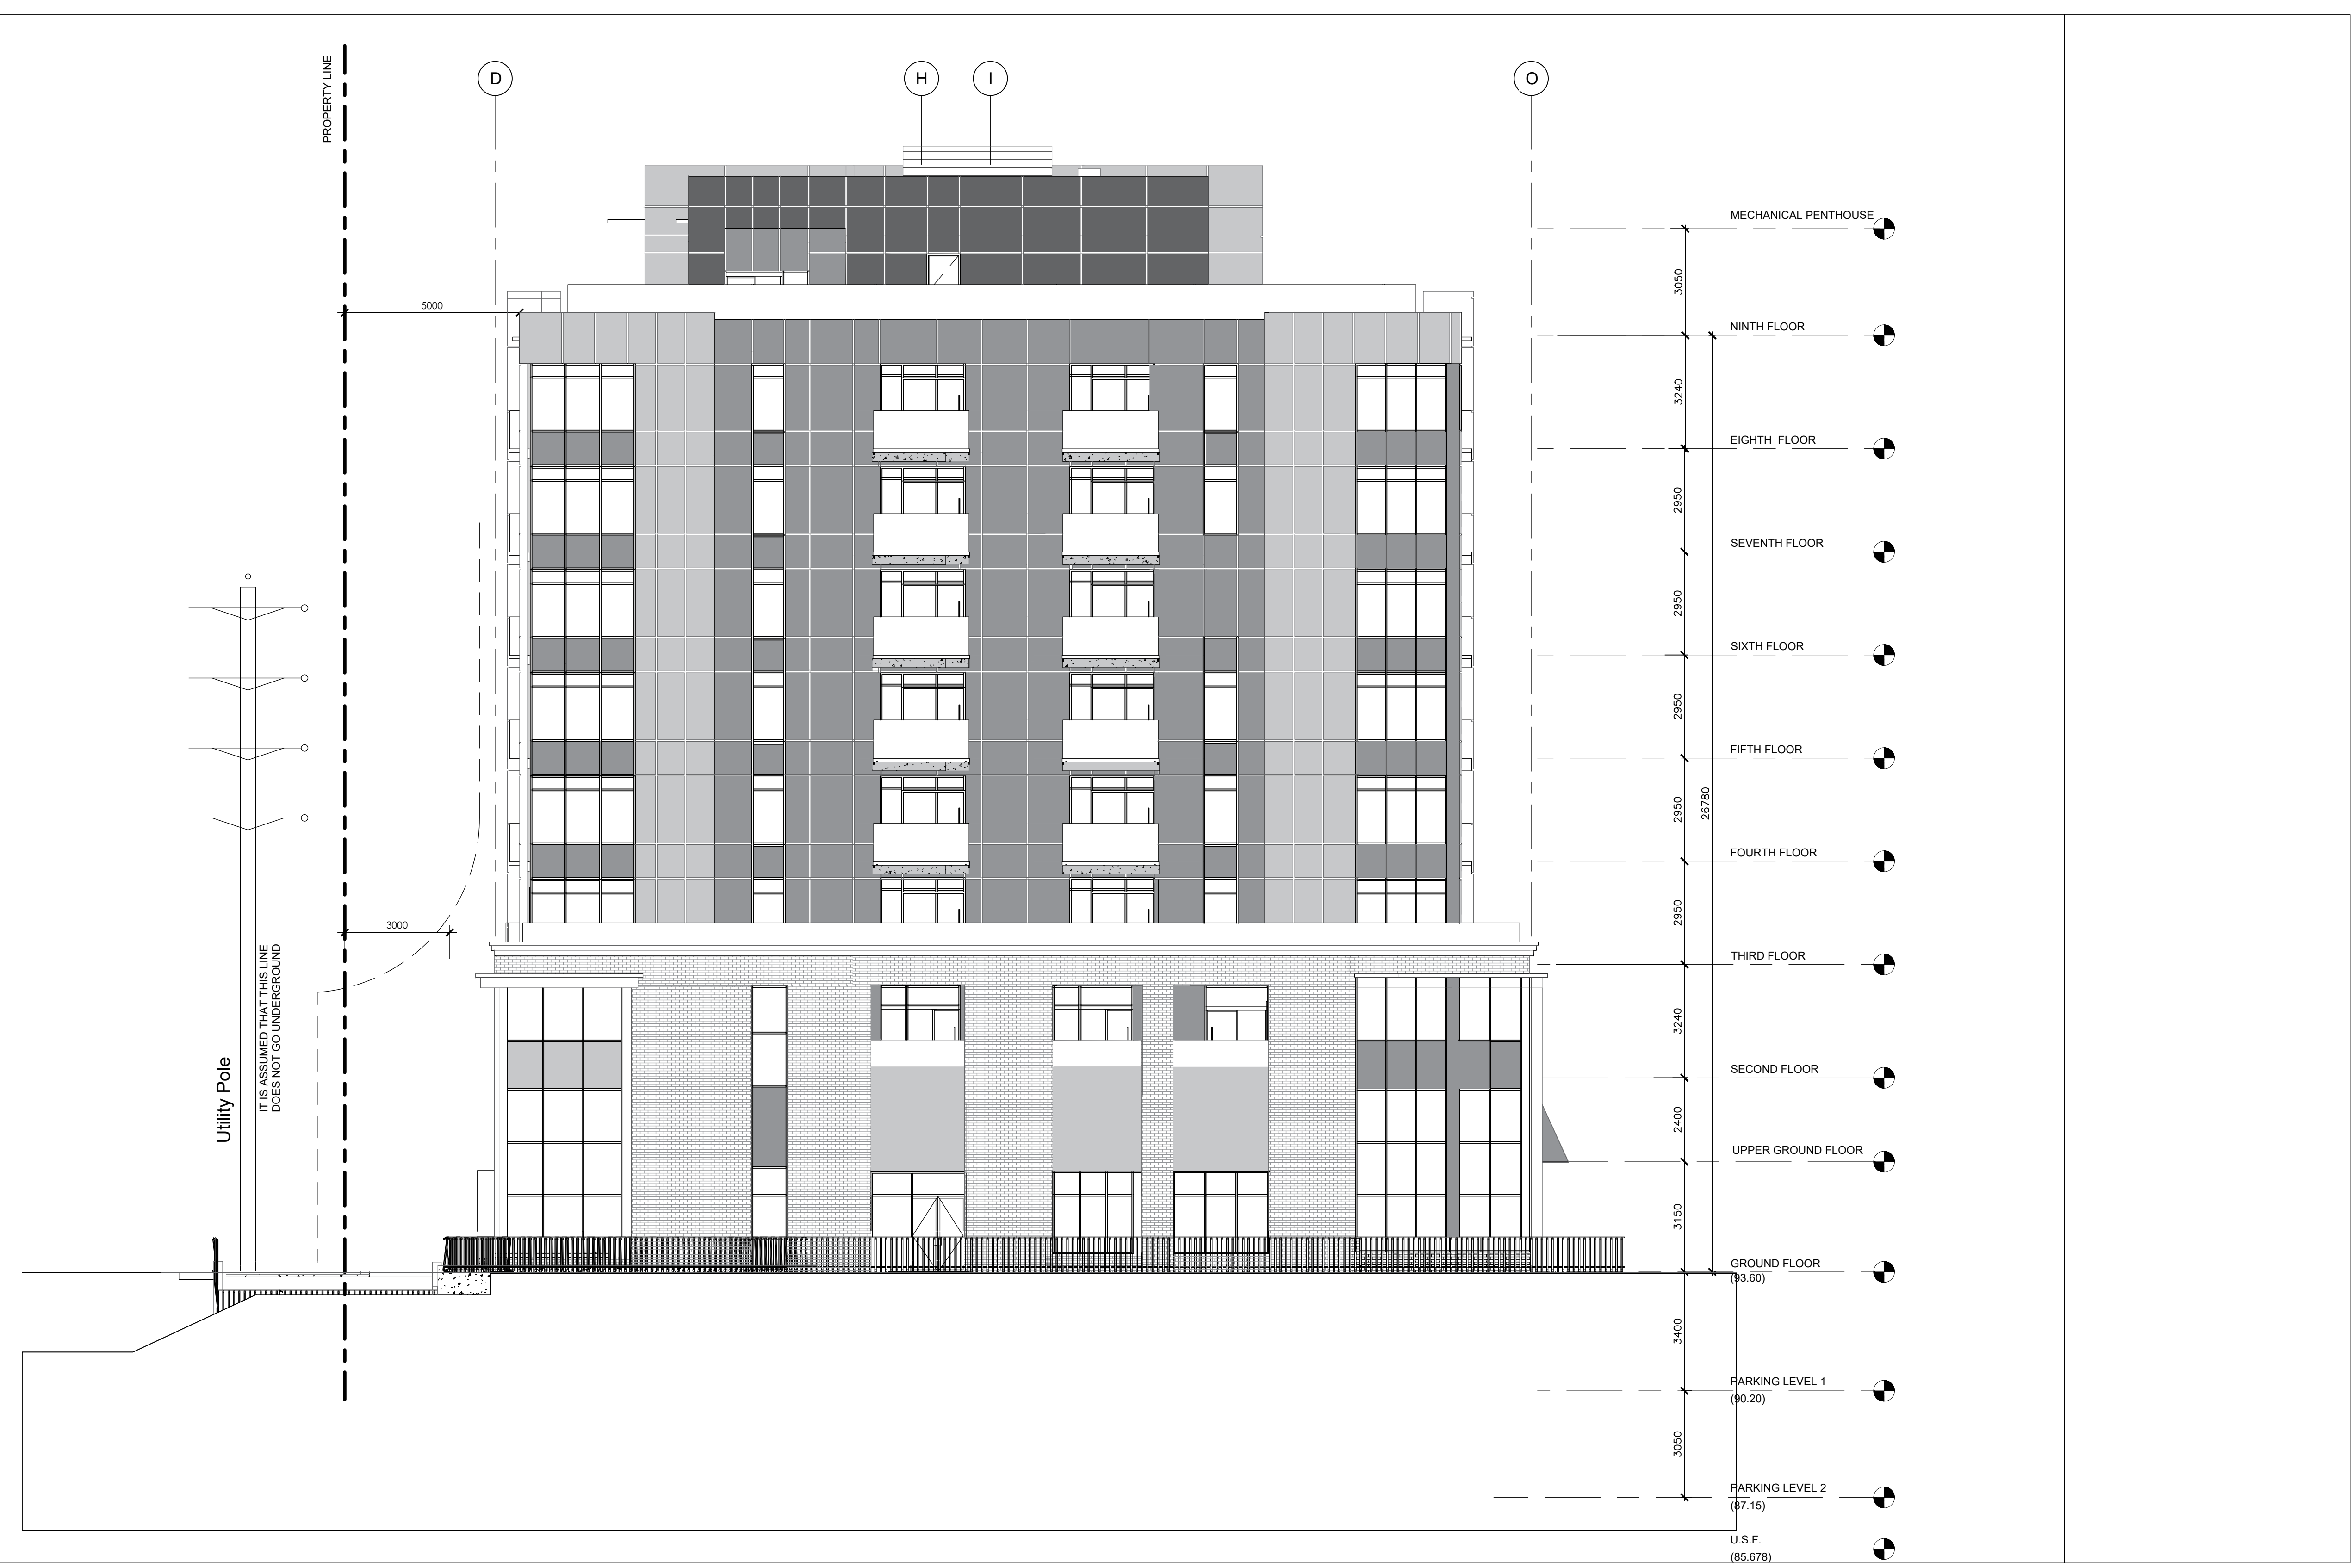 PROPERTY LINE
D
H
I
O
MECHANICAL PENTHOUSE
3050
5000
NINTH FLOOR
3240
EIGHTH FLOOR
2950
SEVENTH FLOOR
2950
SIXTH FLOOR
2950
FIFTH FLOOR
2950
26780
FOURTH FLOOR
2950
3000
THIRD FLOOR
3240
Utility Pole
IT IS ASSUMED THAT THIS LINE
DOES NOT GO UNDERGROUND
SECOND FLOOR
2400
UPPER GROUND FLOOR
3150
GROUND FLOOR
(93.60)
3400
PARKING LEVEL 1
(90.20)
3050
PARKING LEVEL 2
(87.15)
U.S.F.
(85.678)